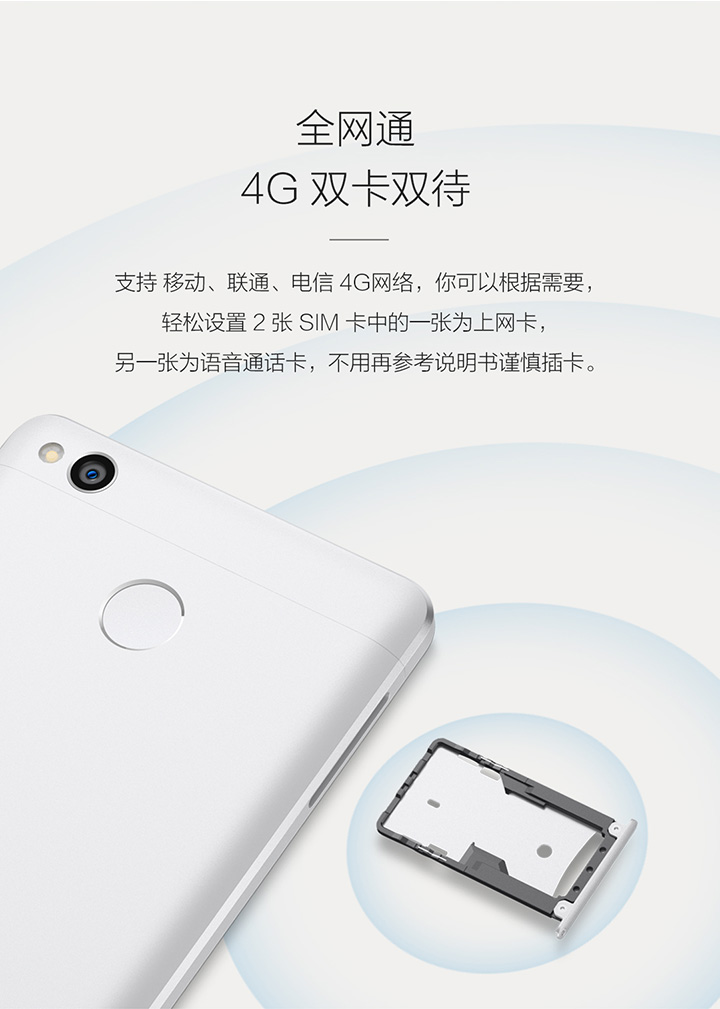 全网通
4G 双卡双待
支持 移动、联通、电信 4G网络，你可以根据需要，
轻松设置 2 张 SIM 卡中的一张为上网卡，
另一张为语音通话卡，不用再参考说明书谨慎插卡。